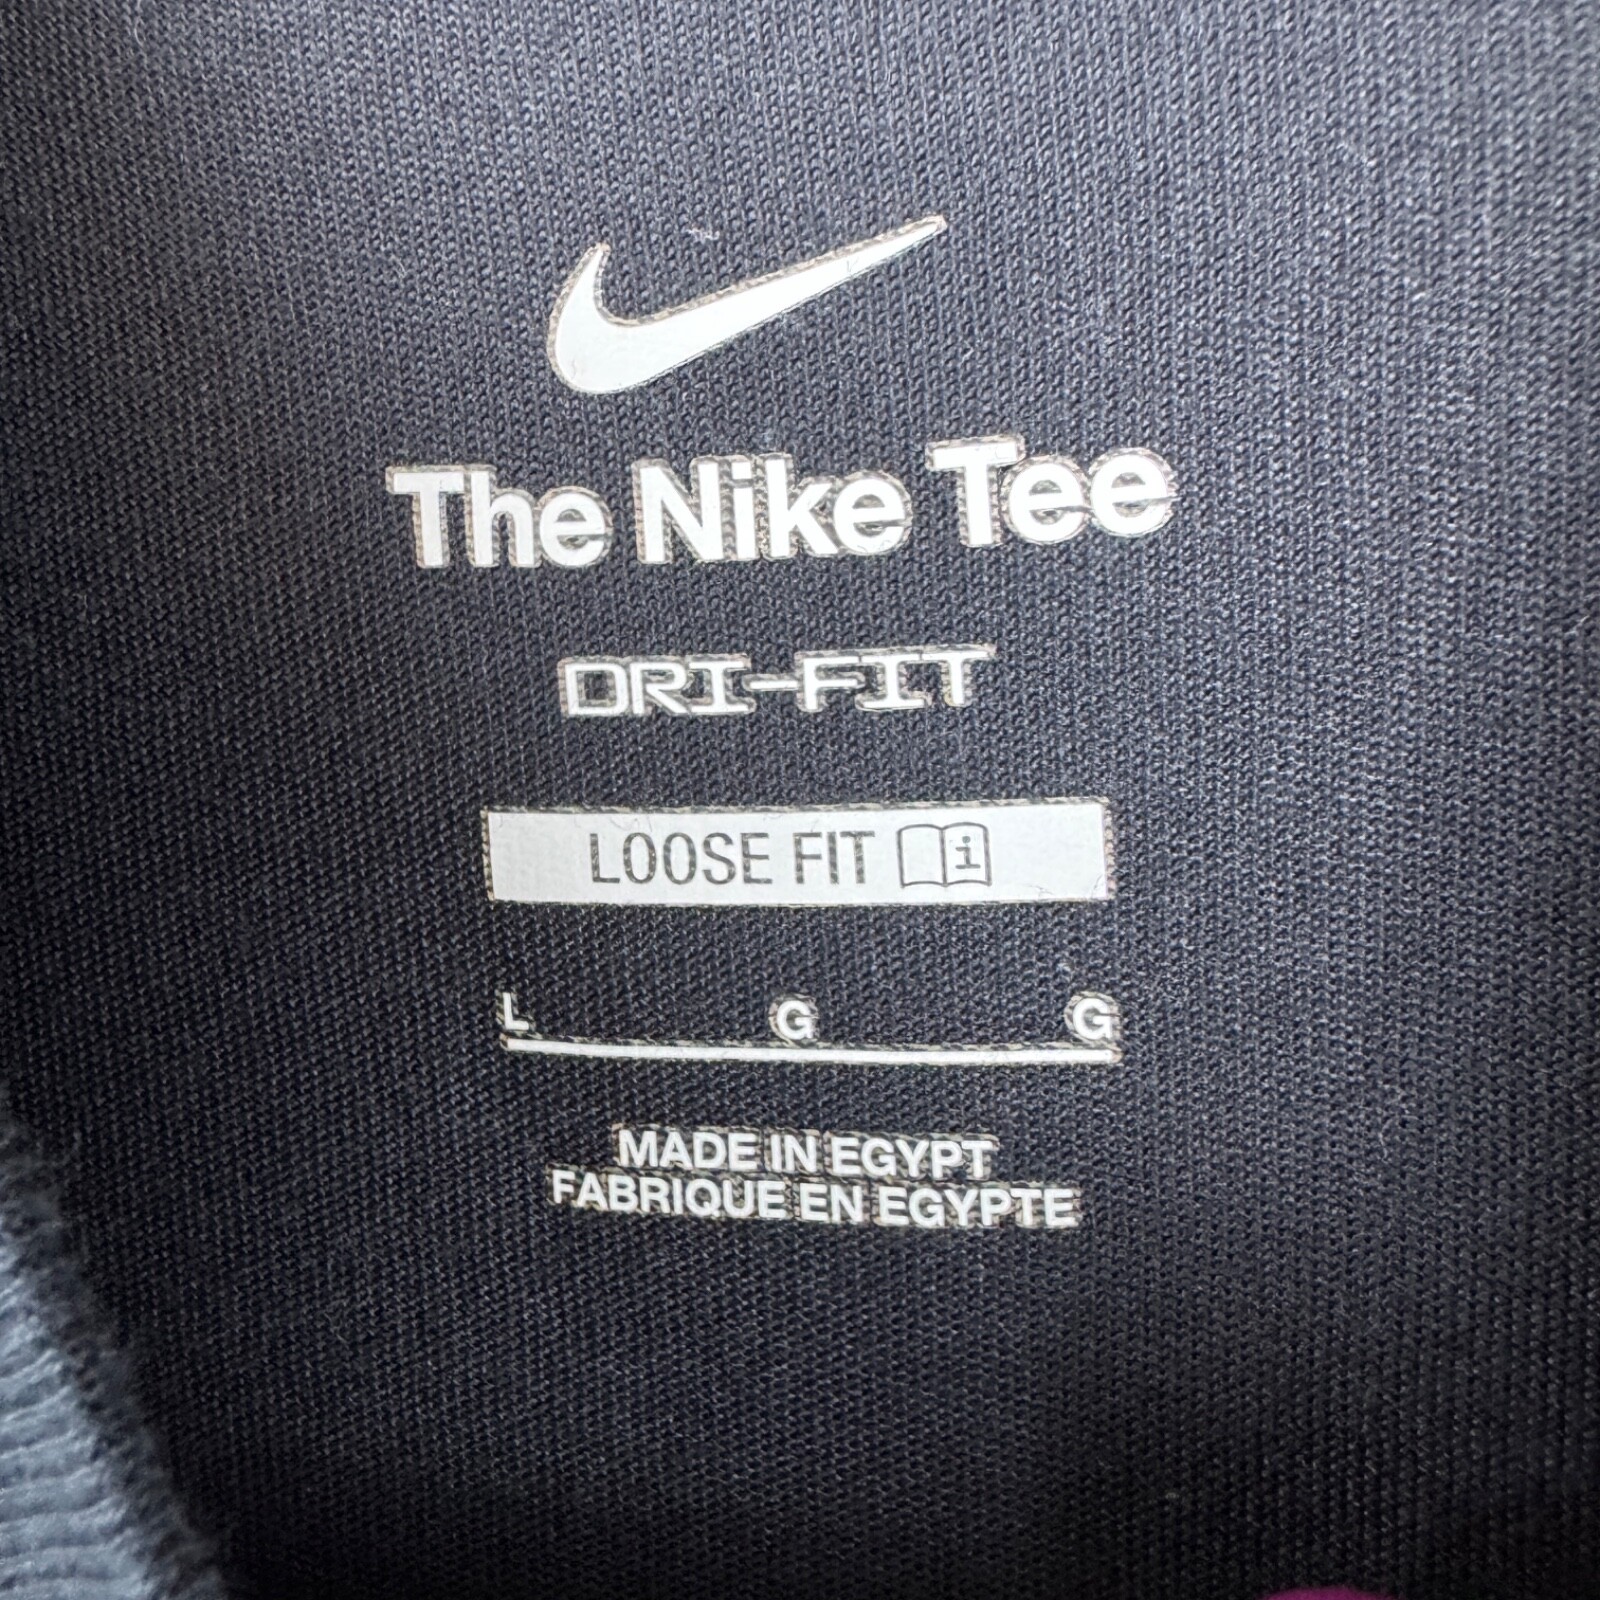 The Nike Tee
DRI-FIT
LOOSE FIT i
L G G
MADE IN EGYPT
FABRIQUE EN EGYPTE